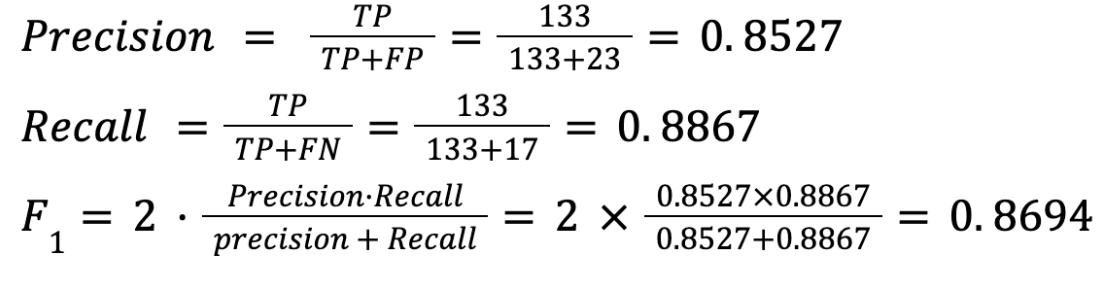 Precision = TP/TP+FP = 133/133+23 = 0.8527
Recall = TP/TP+FN = 133/133+17 = 0.8867
F₁ = 2 · Precision·Recall/precision + Recall = 2 × 0.8527×0.8867/0.8527+0.8867 = 0.8694